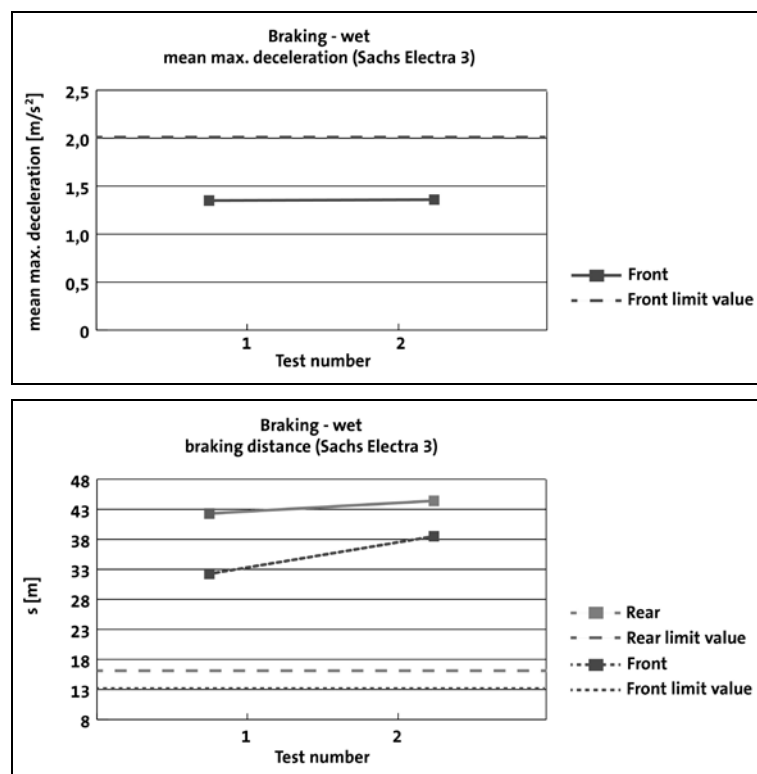 Braking - wet
mean max. deceleration (Sachs Electra 3)
mean max. deceleration [m/s²]
2,5
2,0
1,5
1,0
0,5
0
1 2
Test number
Front
Front limit value
Braking - wet
braking distance (Sachs Electra 3)
s [m]
48
43
38
33
28
23
18
13
8
1 2
Test number
Rear
Rear limit value
Front
Front limit value